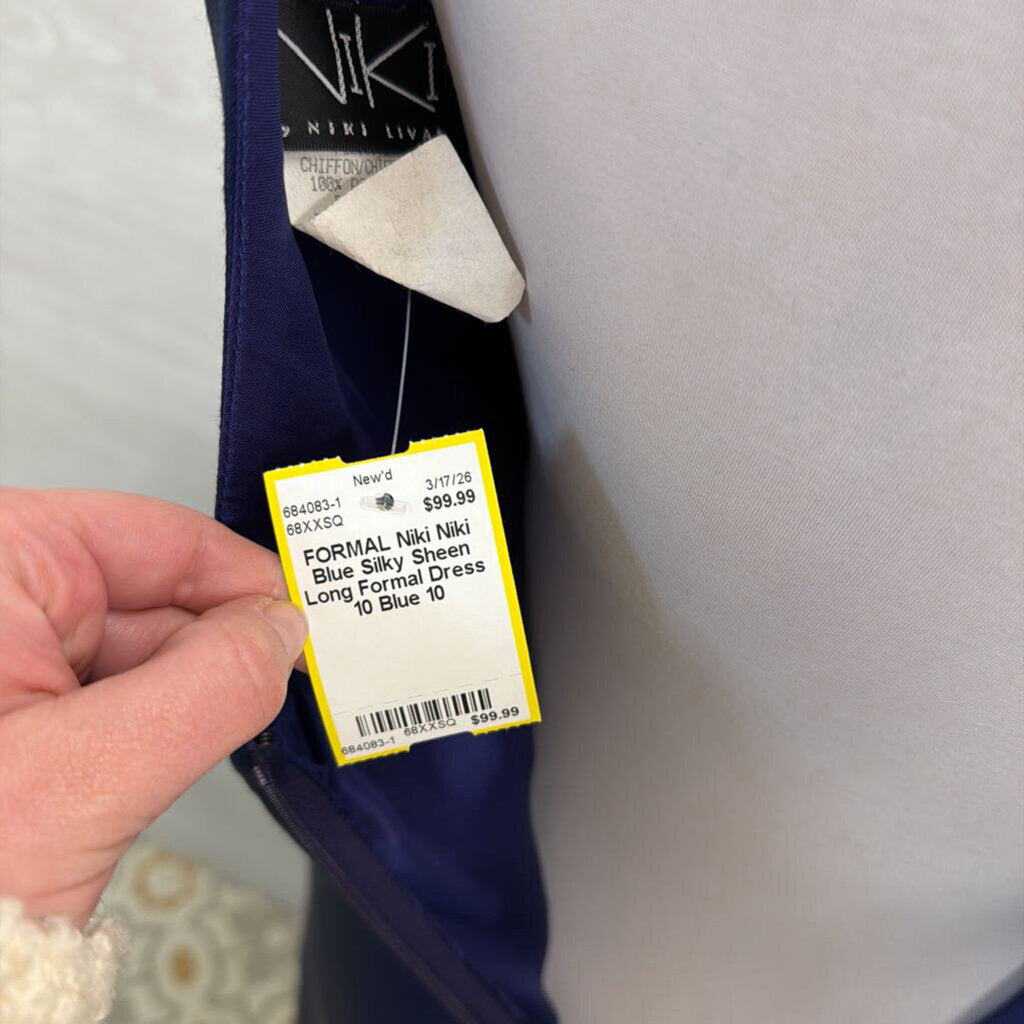 NIKI
NIKI
CHIFFON/
100%
New'd
684083-1
3/17/26
68XXSQ
$99.99
FORMAL Niki Niki
Blue Silky Sheen
Long Formal Dress
10 Blue 10
684083-1 68XXSQ $99.99